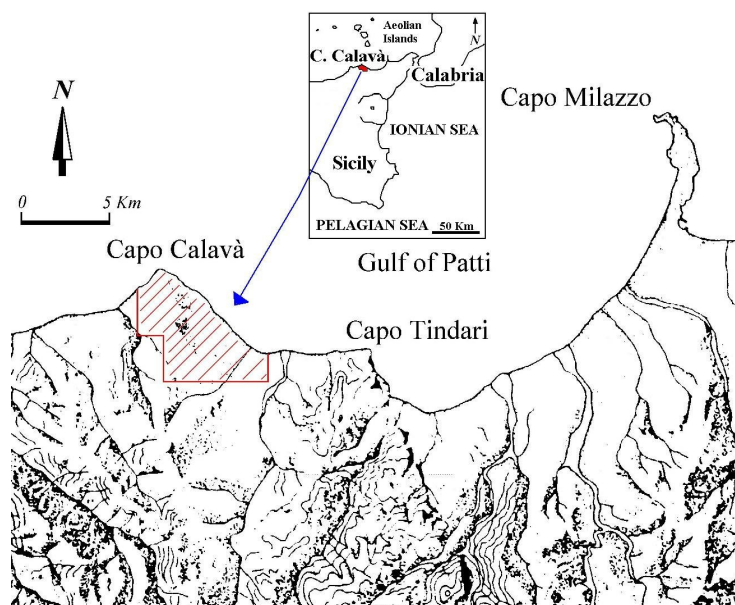 Aeolian
Islands
N
C. Calavà
Calabria
Capo Milazzo
N
IONIAN SEA
Sicily
0 5 Km
PELAGIAN SEA 50 Km
Capo Calavà
Gulf of Patti
Capo Tindari